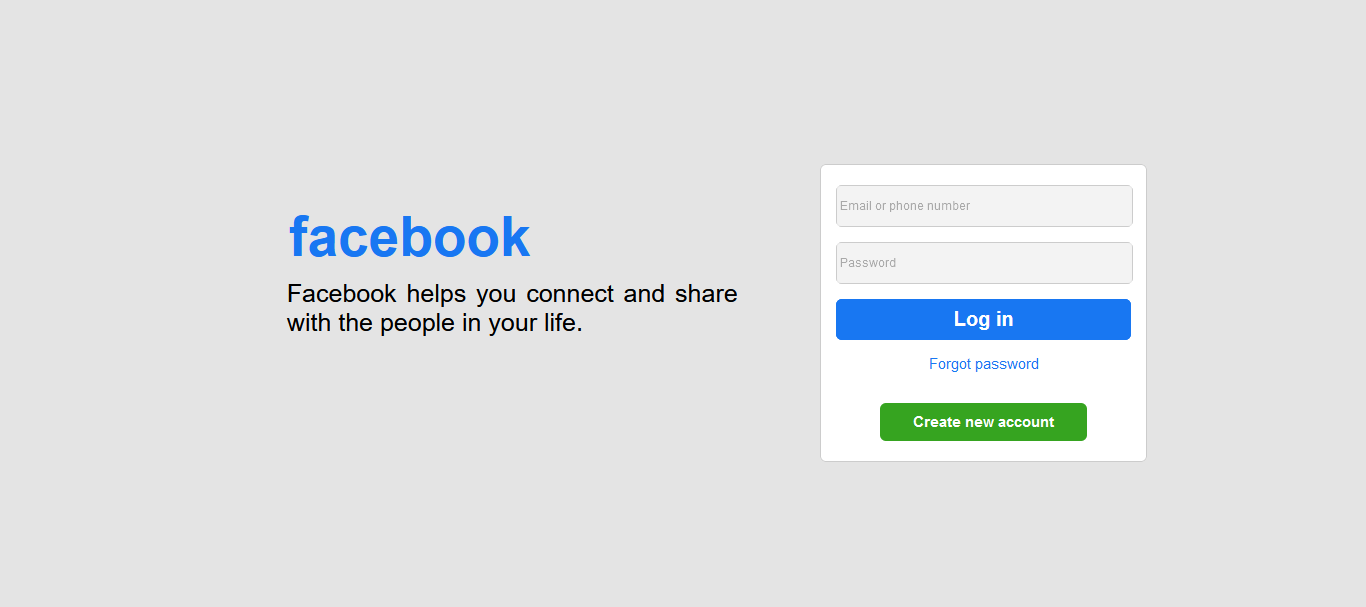 facebook
Facebook helps you connect and share
with the people in your life.
Email or phone number
Password
Log in
Forgot password
Create new account